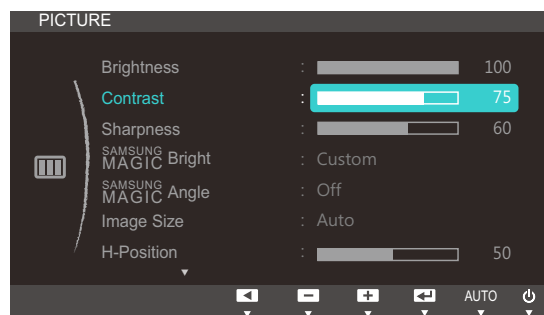 PICTURE
Brightness : 100
Contrast : 75
Sharpness : 60
SAMSUNG MAGIC Bright : Custom
SAMSUNG MAGIC Angle : Off
Image Size : Auto
H-Position : 50
AUTO